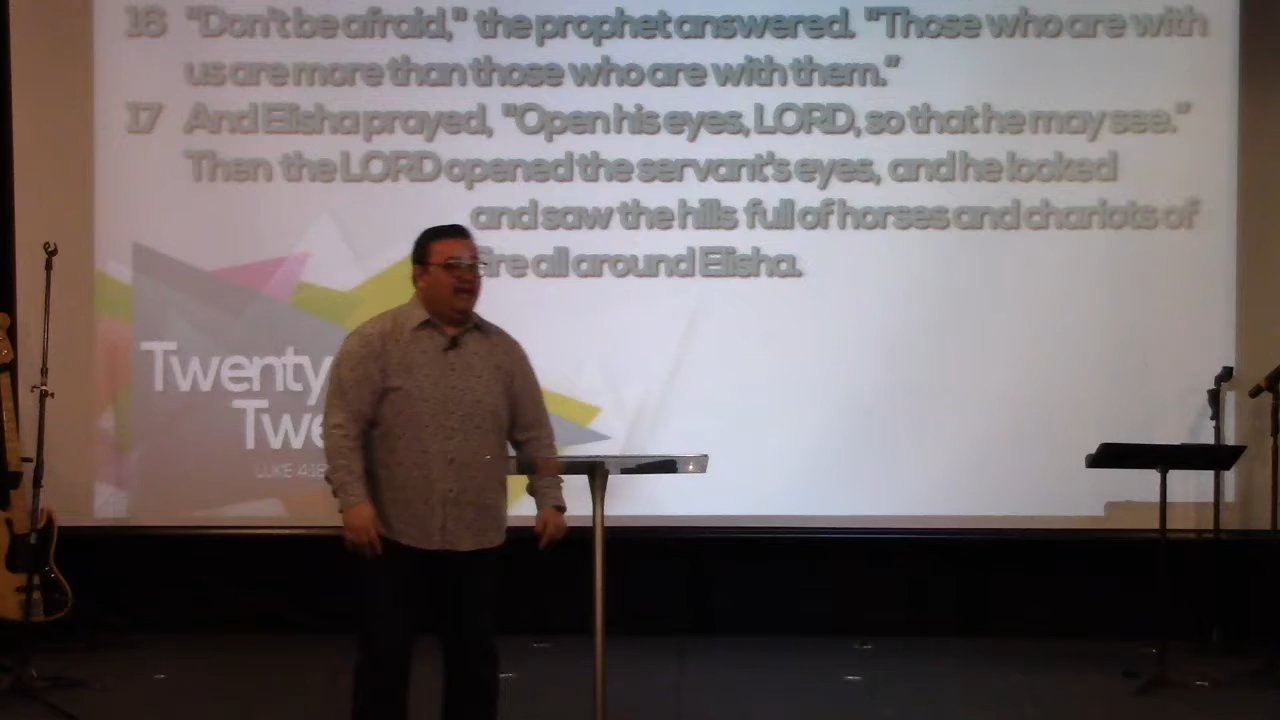 16 "Don't be afraid," the prophet answered. "Those who are with
us are more than those who are with them."
17 And Elisha prayed, "Open his eyes, LORD, so that he may see."
Then the LORD opened the servant's eyes, and he looked
and saw the hills full of horses and chariots of
fire all around Elisha.
Twenty
LUKE